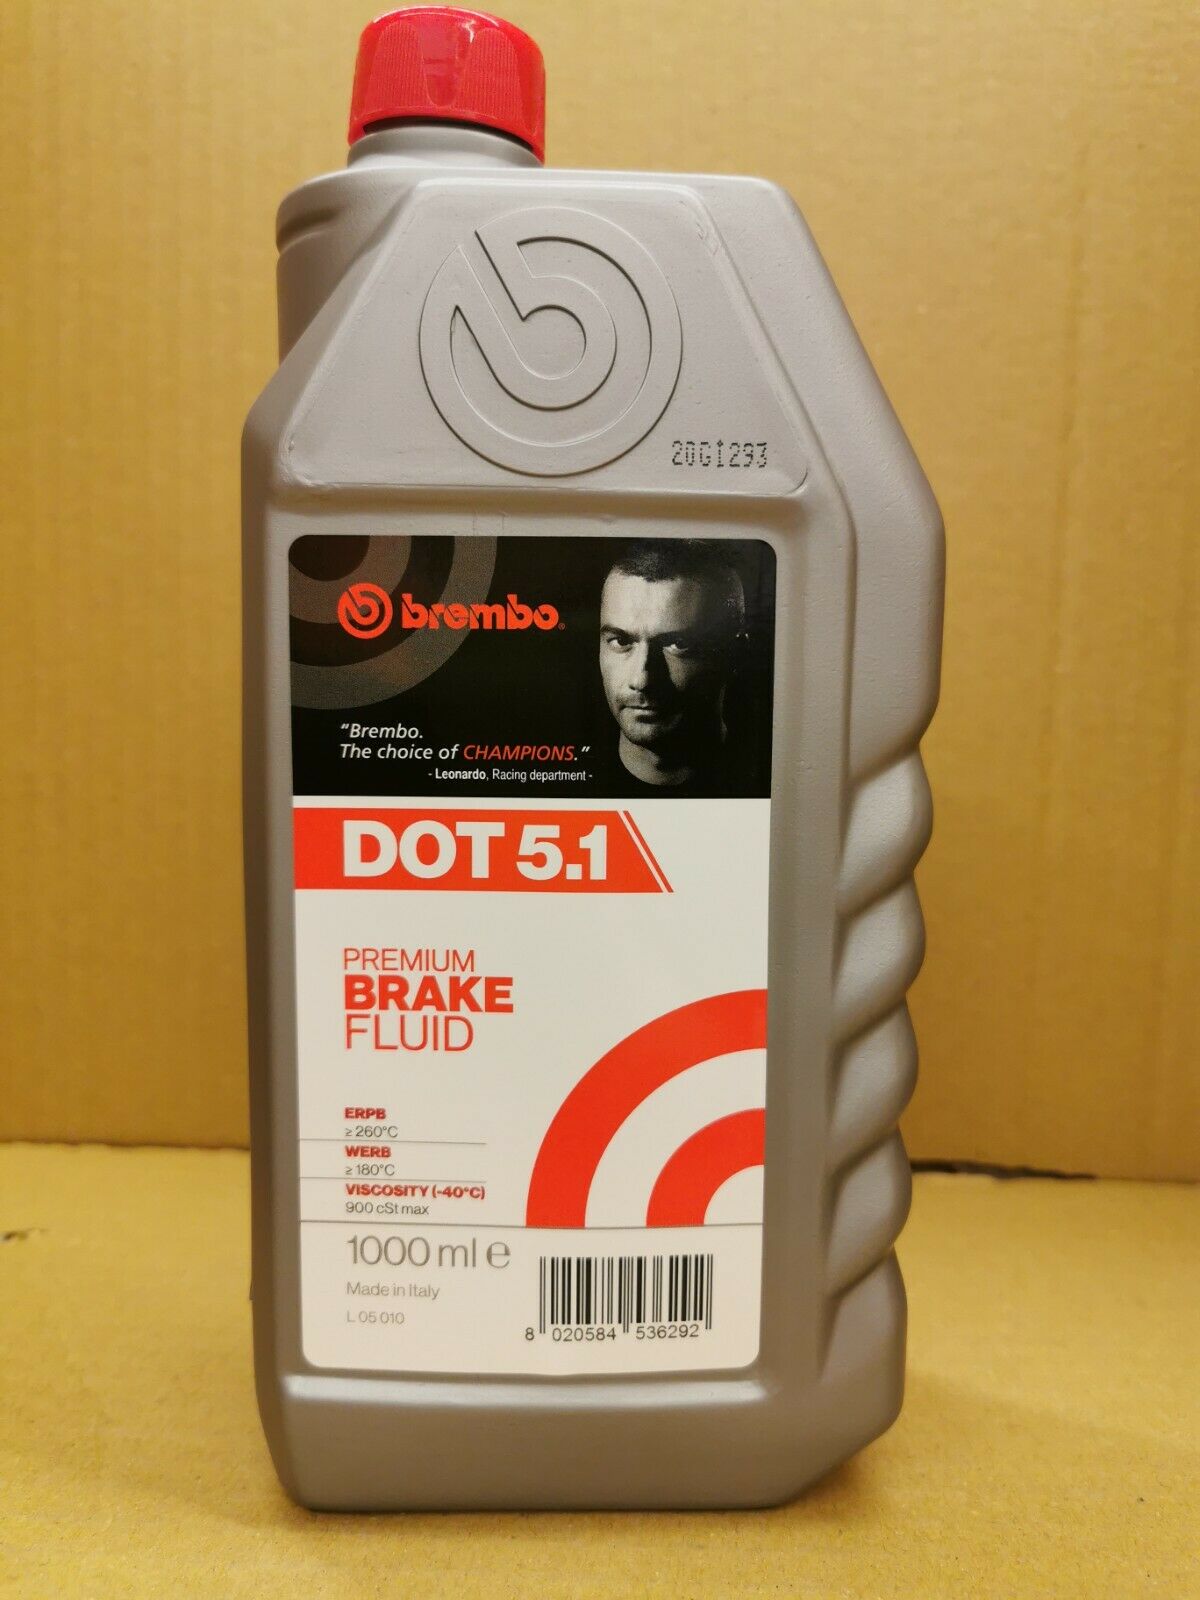 20G1293
brembo®
"Brembo.
The choice of CHAMPIONS."
- Leonardo, Racing department -
DOT 5.1
PREMIUM
BRAKE
FLUID
ERPB
≥ 260°C
WERB
≥ 180°C
VISCOSITY (-40°C)
900 cSt max
1000 ml e
Made in Italy
L 05 010
8 020584 536292